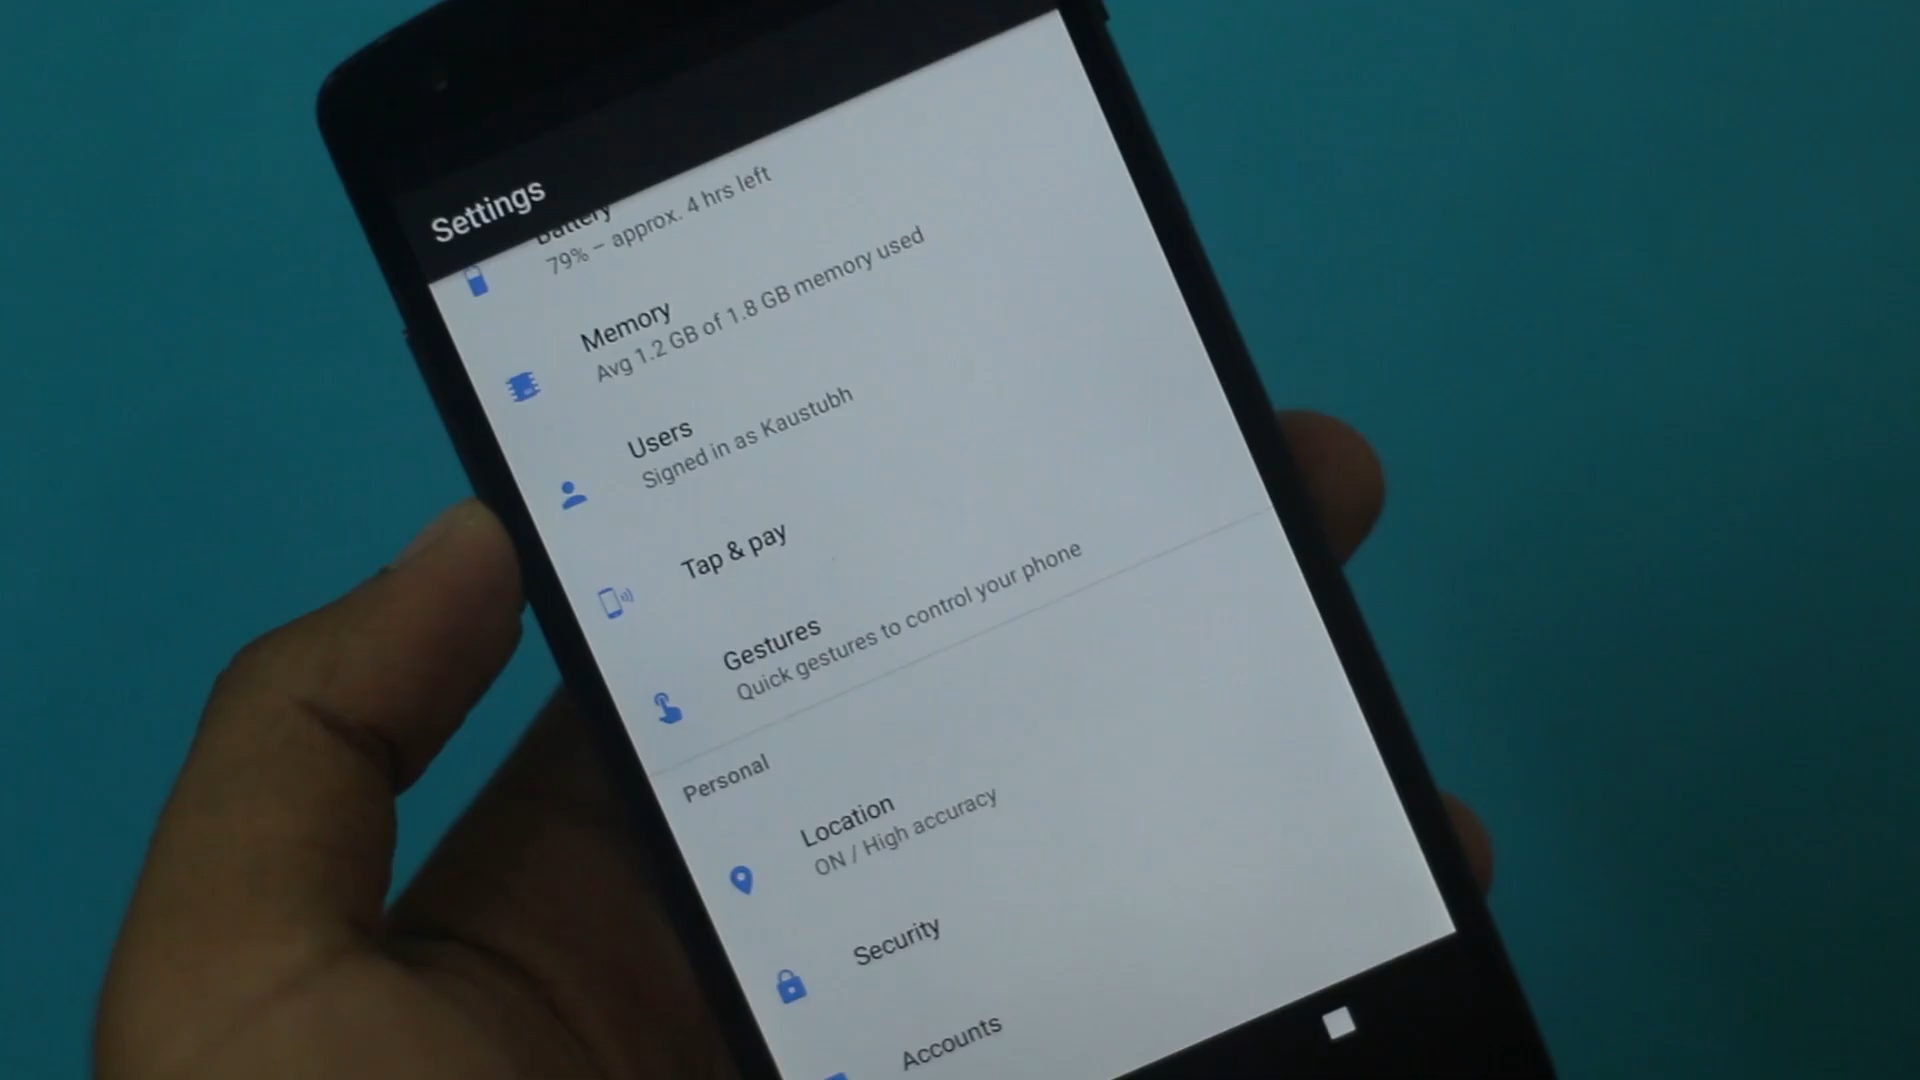 Settings
Battery
79% – approx. 4 hrs left
Memory
Avg 1.2 GB of 1.8 GB memory used
Users
Signed in as Kaustubh
Tap & pay
Gestures
Quick gestures to control your phone
Personal
Location
ON / High accuracy
Security
Accounts